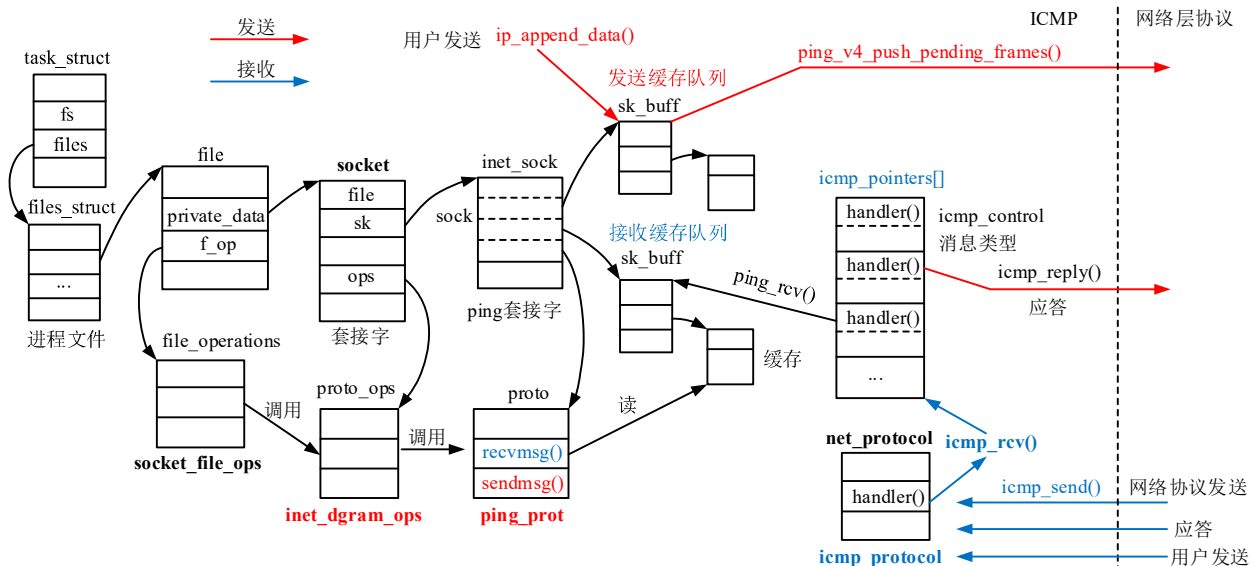 发送
接收
用户发送 ip_append_data()
ICMP
网络层协议
task_struct
fs
files
files_struct
...
进程文件
file
private_data
f_op
file_operations
socket_file_ops
调用
socket
file
sk
ops
套接字
proto_ops
inet_dgram_ops
调用
inet_sock
sock
ping套接字
proto
recvmsg()
sendmsg()
ping_prot
读
发送缓存队列
sk_buff
ping_v4_push_pending_frames()
接收缓存队列
sk_buff
ping_rcv()
缓存
icmp_pointers[]
handler()
handler()
handler()
...
icmp_control
消息类型
icmp_reply()
应答
net_protocol
handler()
icmp_protocol
icmp_rcv()
icmp_send()
网络协议发送
应答
用户发送